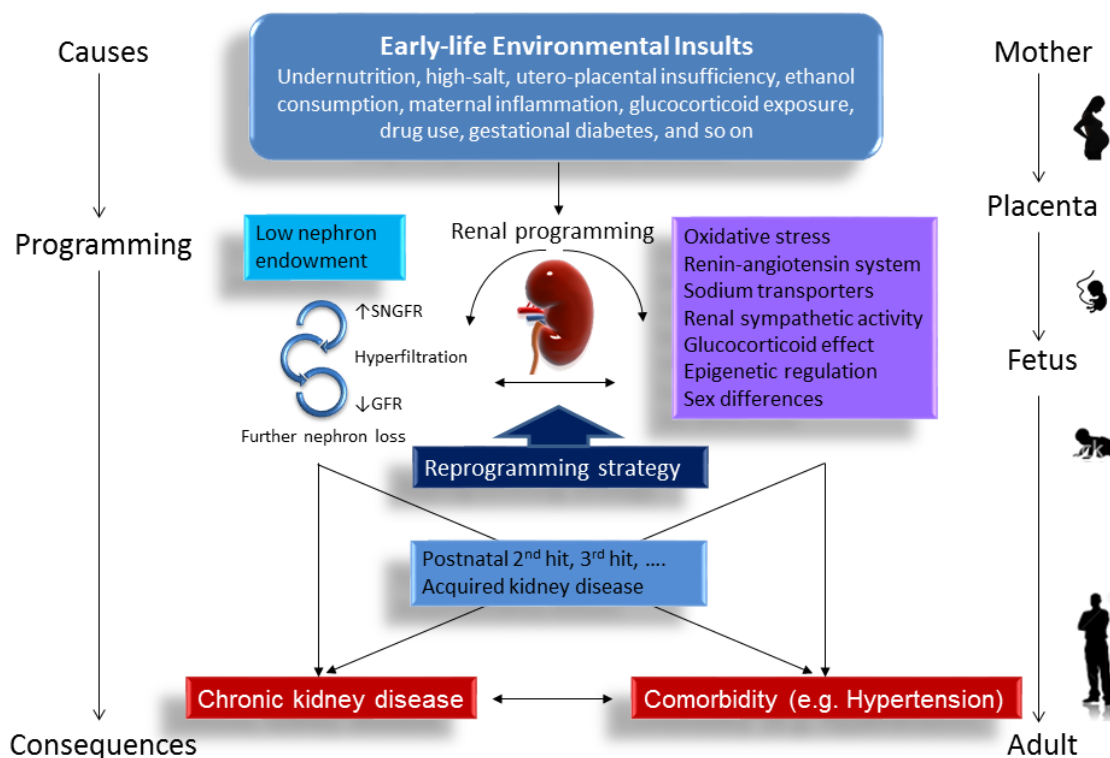 Causes
Early-life Environmental Insults
Undernutrition, high-salt, utero-placental insufficiency, ethanol
consumption, maternal inflammation, glucocorticoid exposure,
drug use, gestational diabetes, and so on
Mother
Placenta
Programming
Low nephron
endowment
Renal programming
Oxidative stress
Renin-angiotensin system
Sodium transporters
Renal sympathetic activity
Glucocorticoid effect
Epigenetic regulation
Sex differences
↑SNGFR
Hyperfiltration
↓GFR
Further nephron loss
Fetus
Reprogramming strategy
Postnatal 2nd hit, 3rd hit, ....
Acquired kidney disease
Chronic kidney disease
Comorbidity (e.g. Hypertension)
Consequences
Adult